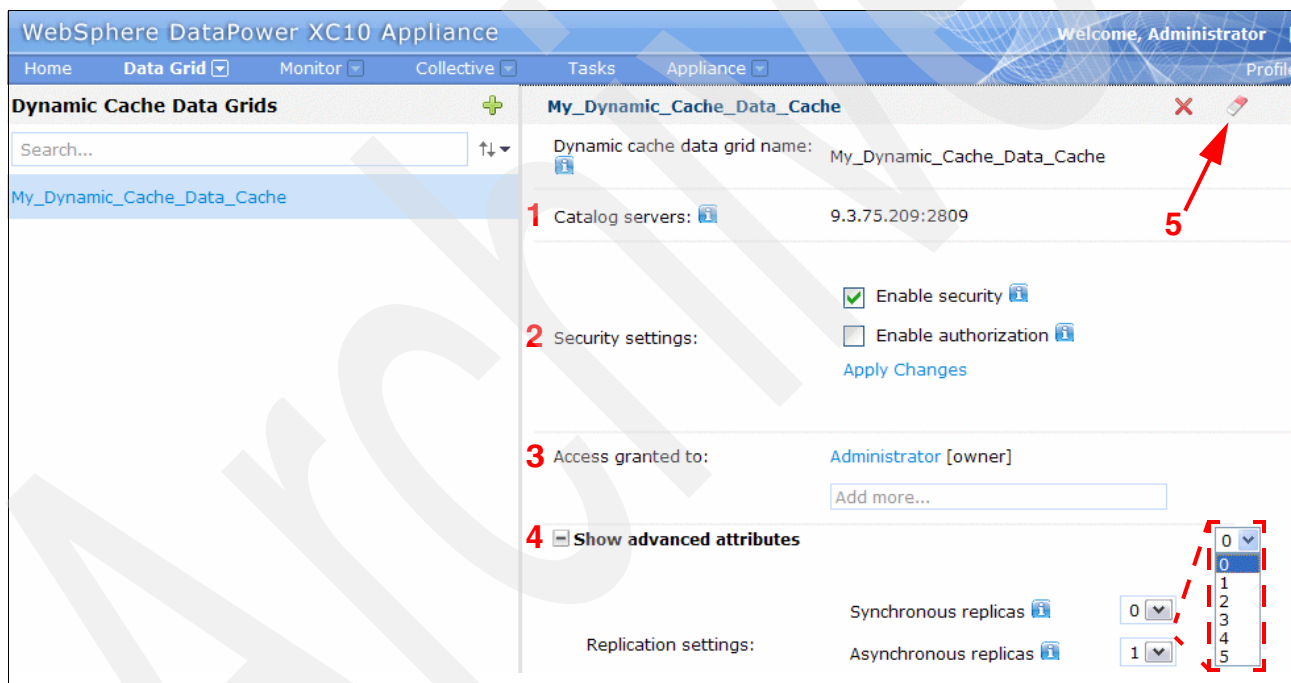 WebSphere DataPower XC10 Appliance
Welcome, Administrator
Home Data Grid Monitor Collective Tasks Appliance
Profile
Dynamic Cache Data Grids
Search...
My_Dynamic_Cache_Data_Cache
My_Dynamic_Cache_Data_Cache
Dynamic cache data grid name:
My_Dynamic_Cache_Data_Cache
1 Catalog servers: 9.3.75.209:2809
5
2 Security settings:
Enable security
Enable authorization
Apply Changes
3 Access granted to: Administrator [owner]
Add more...
4 Show advanced attributes
Replication settings:
Synchronous replicas 0
Asynchronous replicas 1
0
0
1
2
3
4
5
Archive